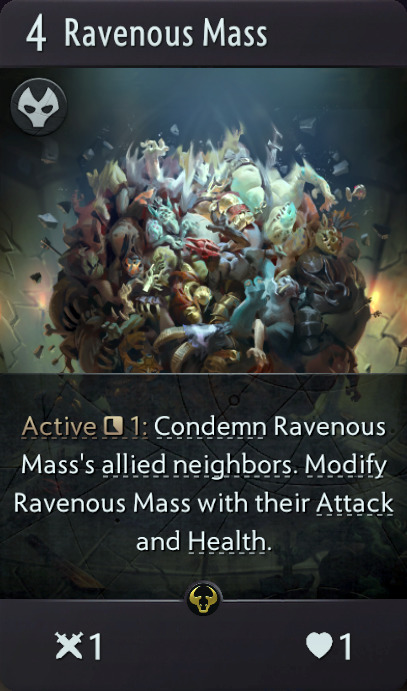 4 Ravenous Mass
Active 1: Condemn Ravenous
Mass's allied neighbors. Modify
Ravenous Mass with their Attack
and Health.
1 1